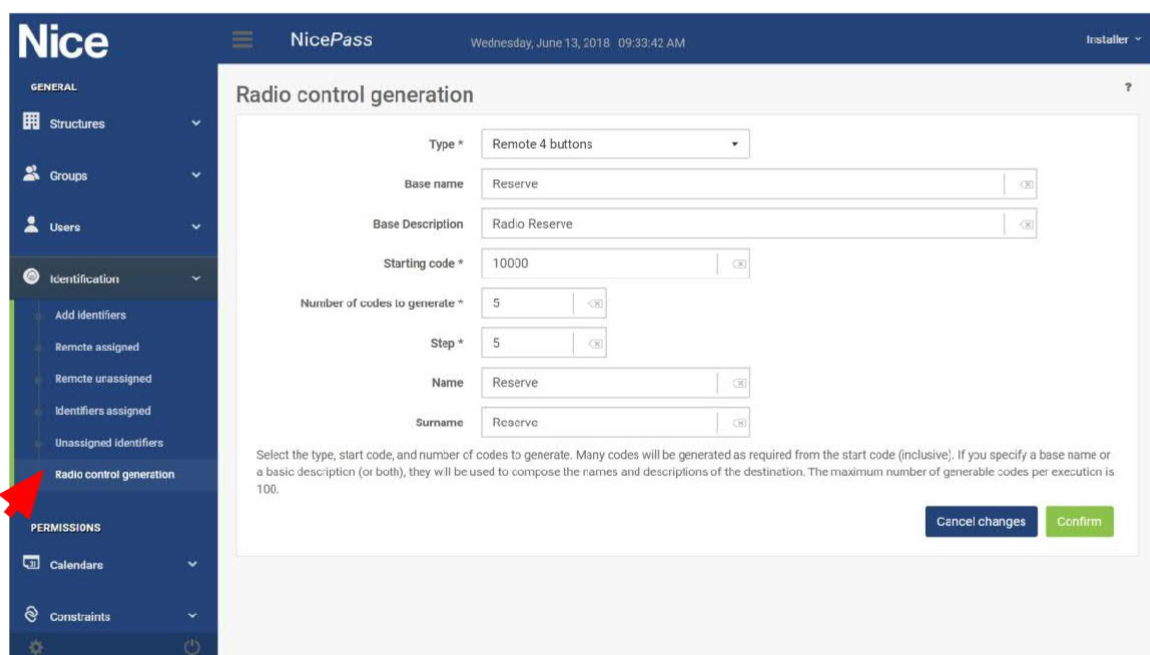 Nice
NicePass
Wednesday, June 13, 2018 09:33:42 AM
Installer
GENERAL
Structures
Groups
Users
Identification
Add identifiers
Remote assigned
Remote unassigned
Identifiers assigned
Unassigned identifiers
Radio control generation
PERMISSIONS
Calendars
Constraints
Radio control generation
?
Type * Remote 4 buttons
Base name Reserve
Base Description Radio Reserve
Starting code * 10000
Number of codes to generate * 5
Step * 5
Name Reserve
Surname Reserve
Select the type, start code, and number of codes to generate. Many codes will be generated as required from the start code (inclusive). If you specify a base name or
a basic description (or both), they will be used to compose the names and descriptions of the destination. The maximum number of generable codes per execution is
100.
Cancel changes Confirm